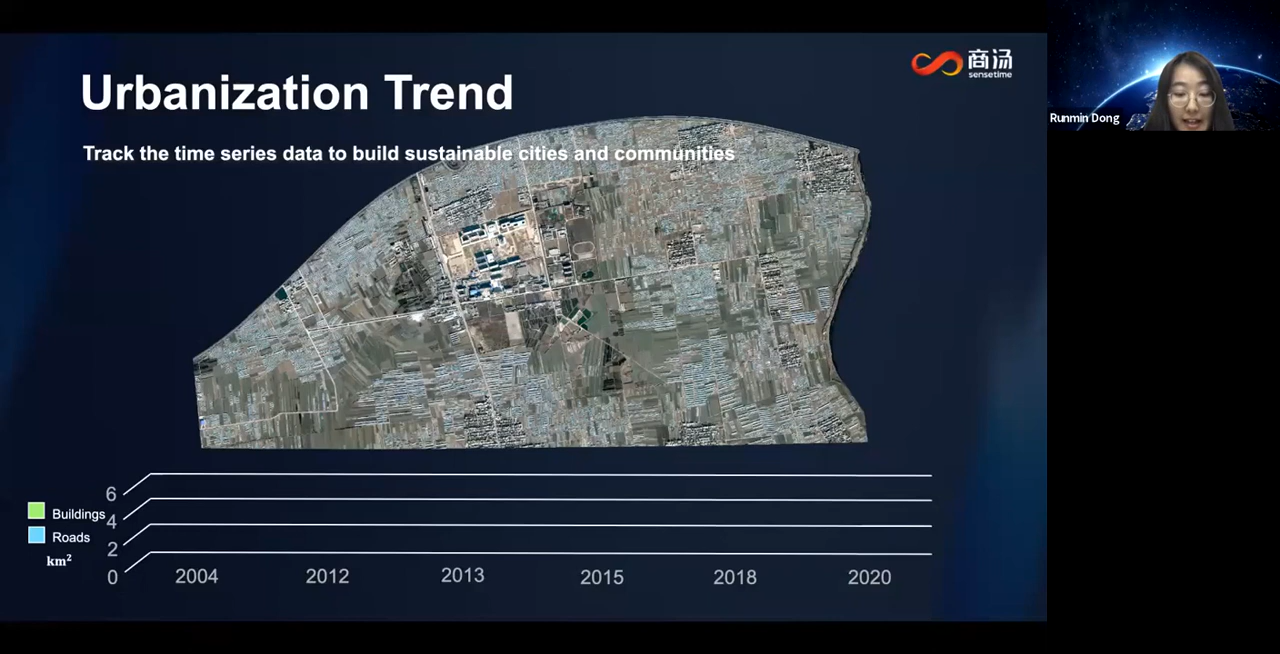 商汤
sensetime
Urbanization Trend
Track the time series data to build sustainable cities and communities
Runmin Dong
6
4
2
0
Buildings
Roads
km²
2004 2012 2013 2015 2018 2020